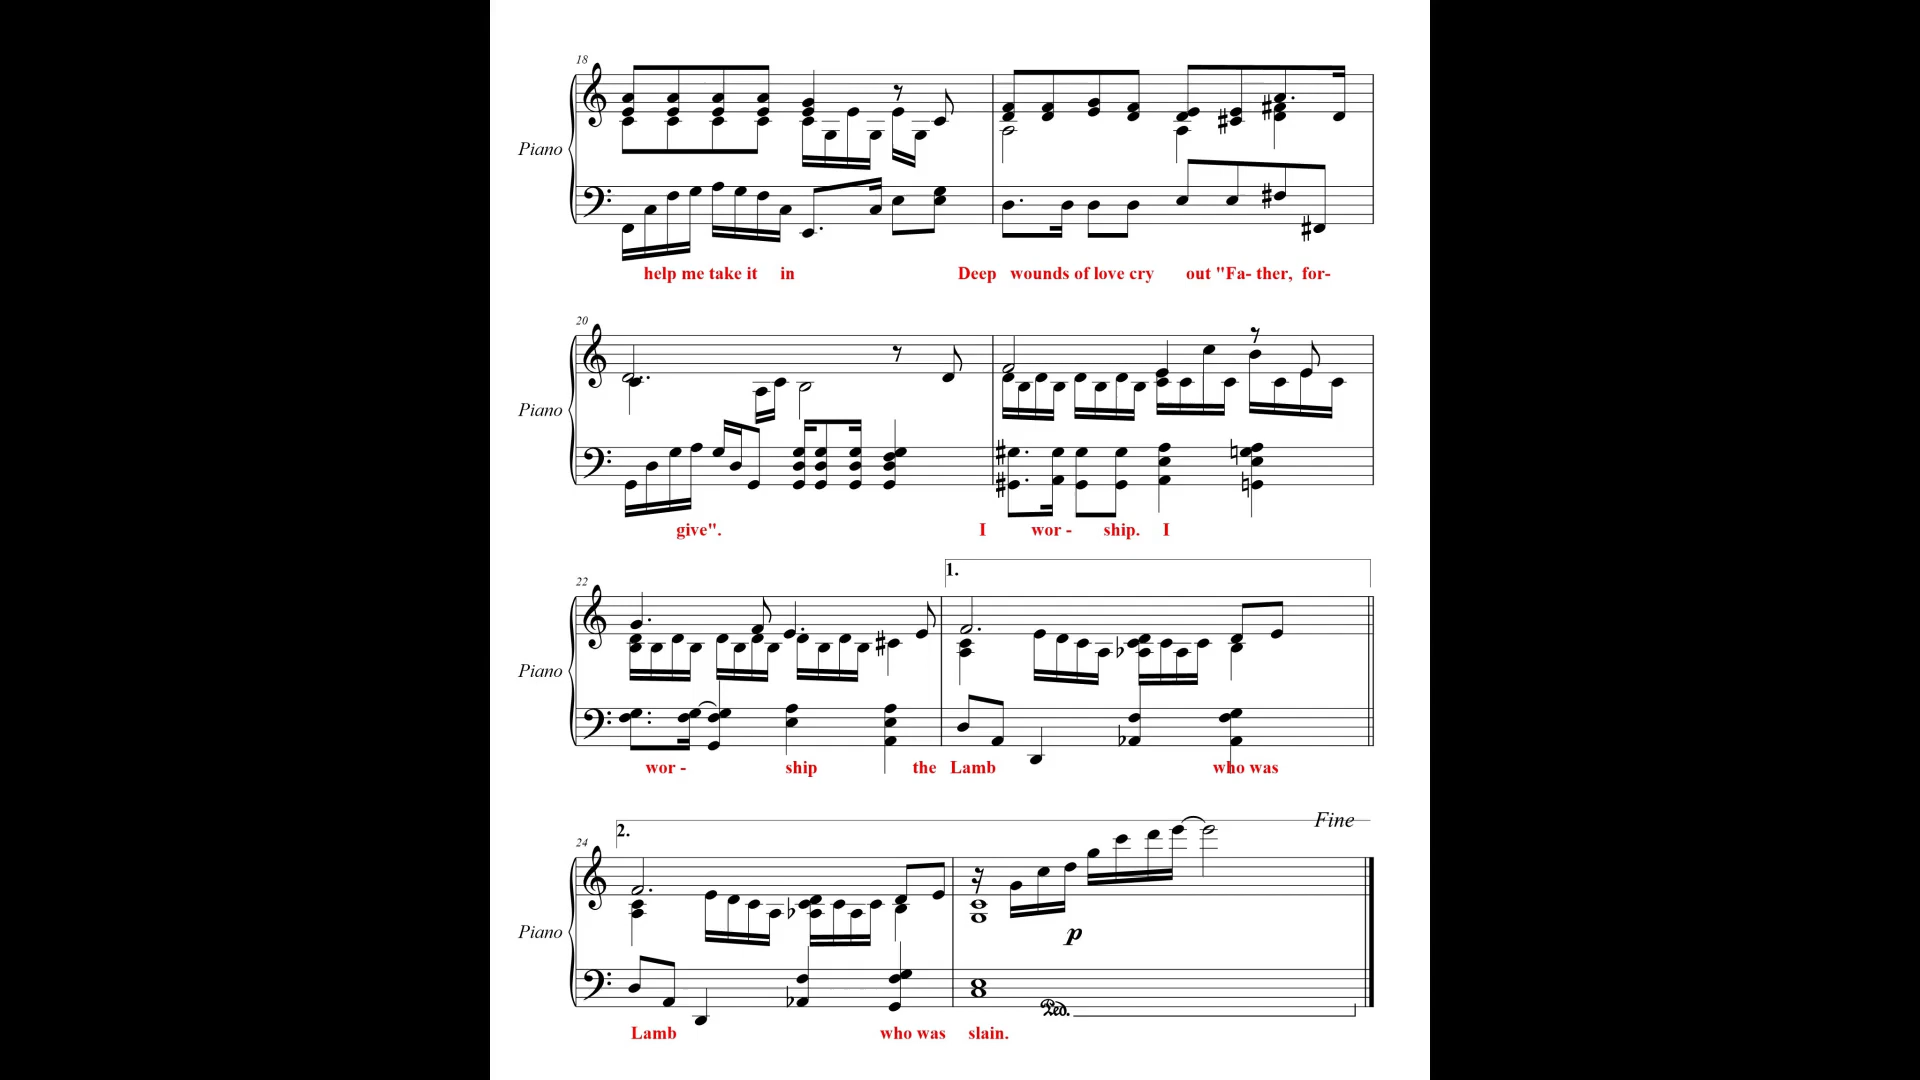 18
Piano
help me take it in Deep wounds of love cry out "Fa- ther, for-
20
Piano
give". I wor - ship. I
22
1.
Piano
wor - ship the Lamb who was
24
2.
Fine
Piano
p
Ped.
Lamb who was slain.